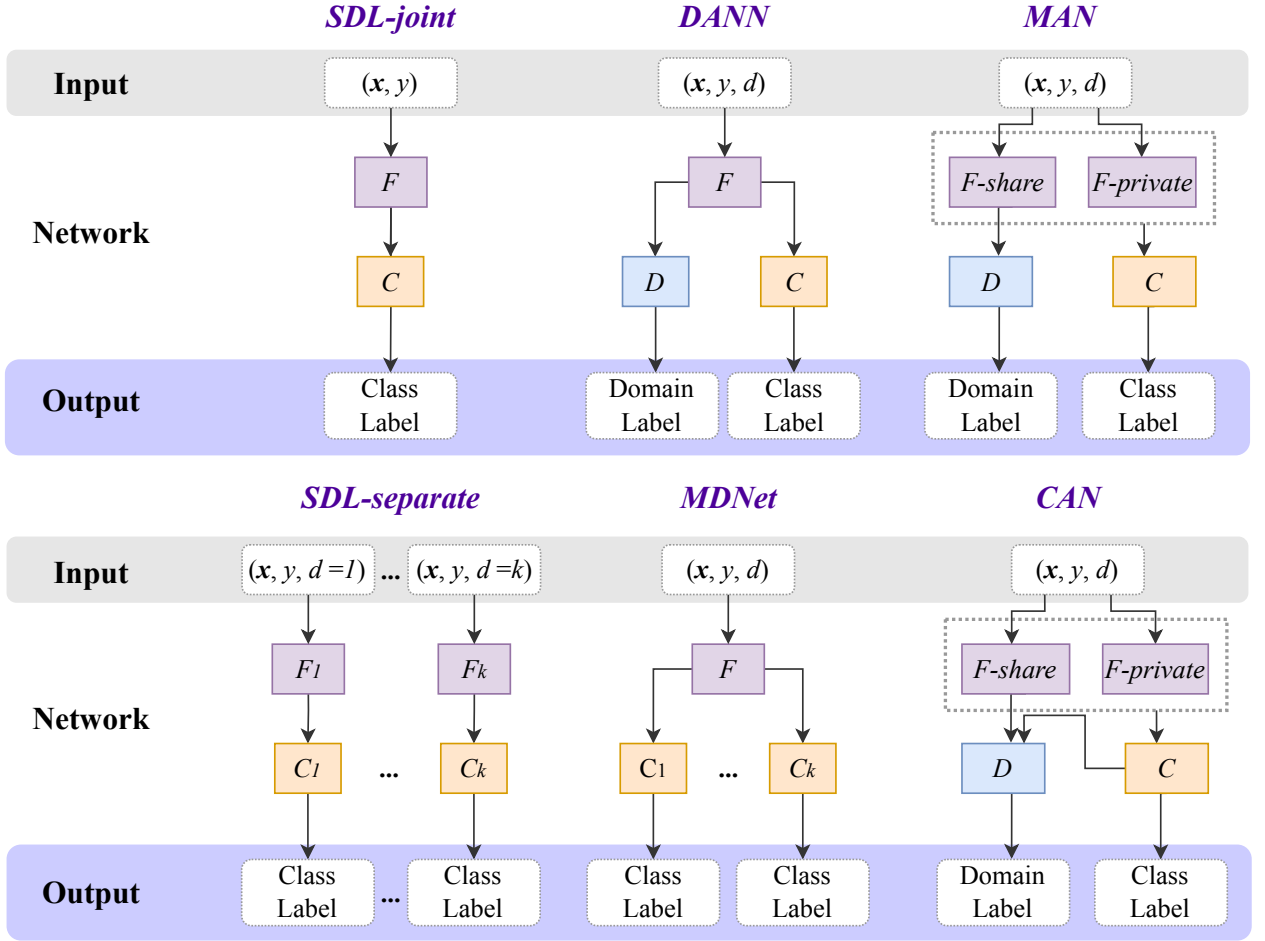 SDL-joint DANN MAN
Input (x, y) (x, y, d) (x, y, d)
F F F-share F-private
Network
C D C D C
Output Class Label Domain Label Class Label Domain Label Class Label
SDL-separate MDNet CAN
Input (x, y, d =1) ... (x, y, d =k) (x, y, d) (x, y, d)
F1 Fk F F-share F-private
Network
C1 ... Ck C1 ... Ck D C
Output Class Label ... Class Label Class Label Class Label Domain Label Class Label